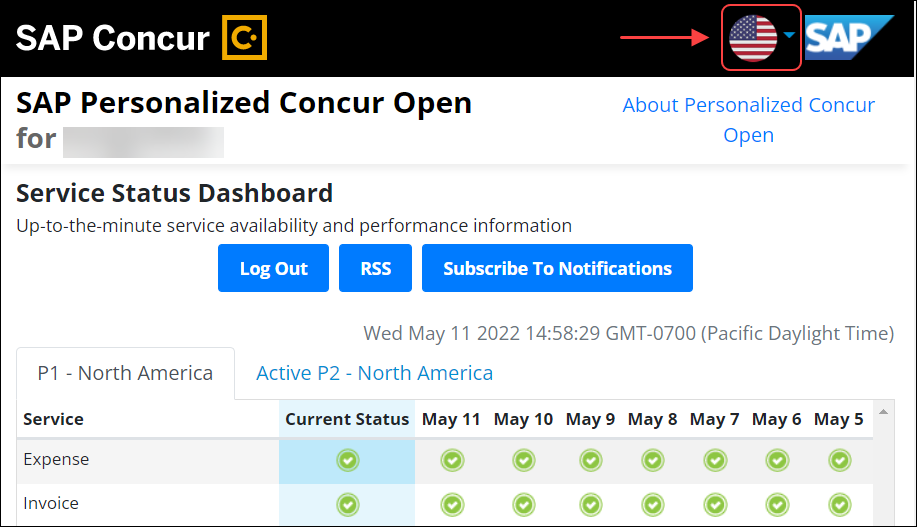 SAP Concur
SAP
SAP Personalized Concur Open
for
About Personalized Concur
Open
Service Status Dashboard
Up-to-the-minute service availability and performance information
Log Out RSS Subscribe To Notifications
Wed May 11 2022 14:58:29 GMT-0700 (Pacific Daylight Time)
P1 - North America Active P2 - North America
Service Current Status May 11 May 10 May 9 May 8 May 7 May 6 May 5
Expense
Invoice